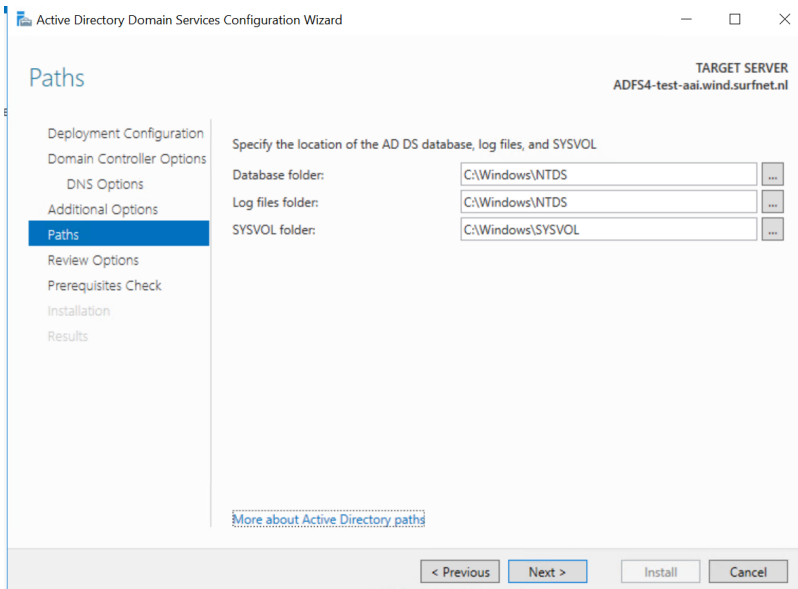 Active Directory Domain Services Configuration Wizard
Paths
TARGET SERVER
ADFS4-test-aai.wind.surfnet.nl
Deployment Configuration
Domain Controller Options
DNS Options
Additional Options
Paths
Review Options
Prerequisites Check
Installation
Results
Specify the location of the AD DS database, log files, and SYSVOL
Database folder: C:\Windows\NTDS ...
Log files folder: C:\Windows\NTDS ...
SYSVOL folder: C:\Windows\SYSVOL ...
More about Active Directory paths
< Previous Next > Install Cancel